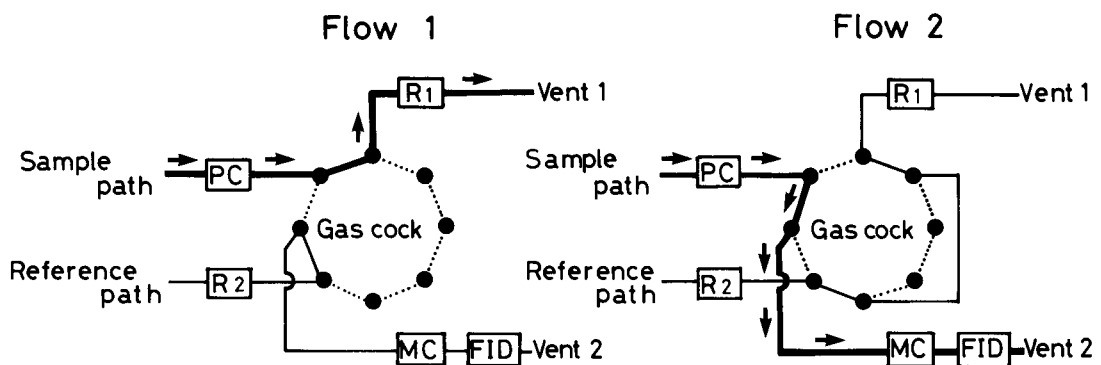 Flow 1
R1
Vent 1
Sample
path
PC
Gas cock
Reference
path
R2
MC
FID
Vent 2
Flow 2
R1
Vent 1
Sample
path
PC
Gas cock
Reference
path
R2
MC
FID
Vent 2